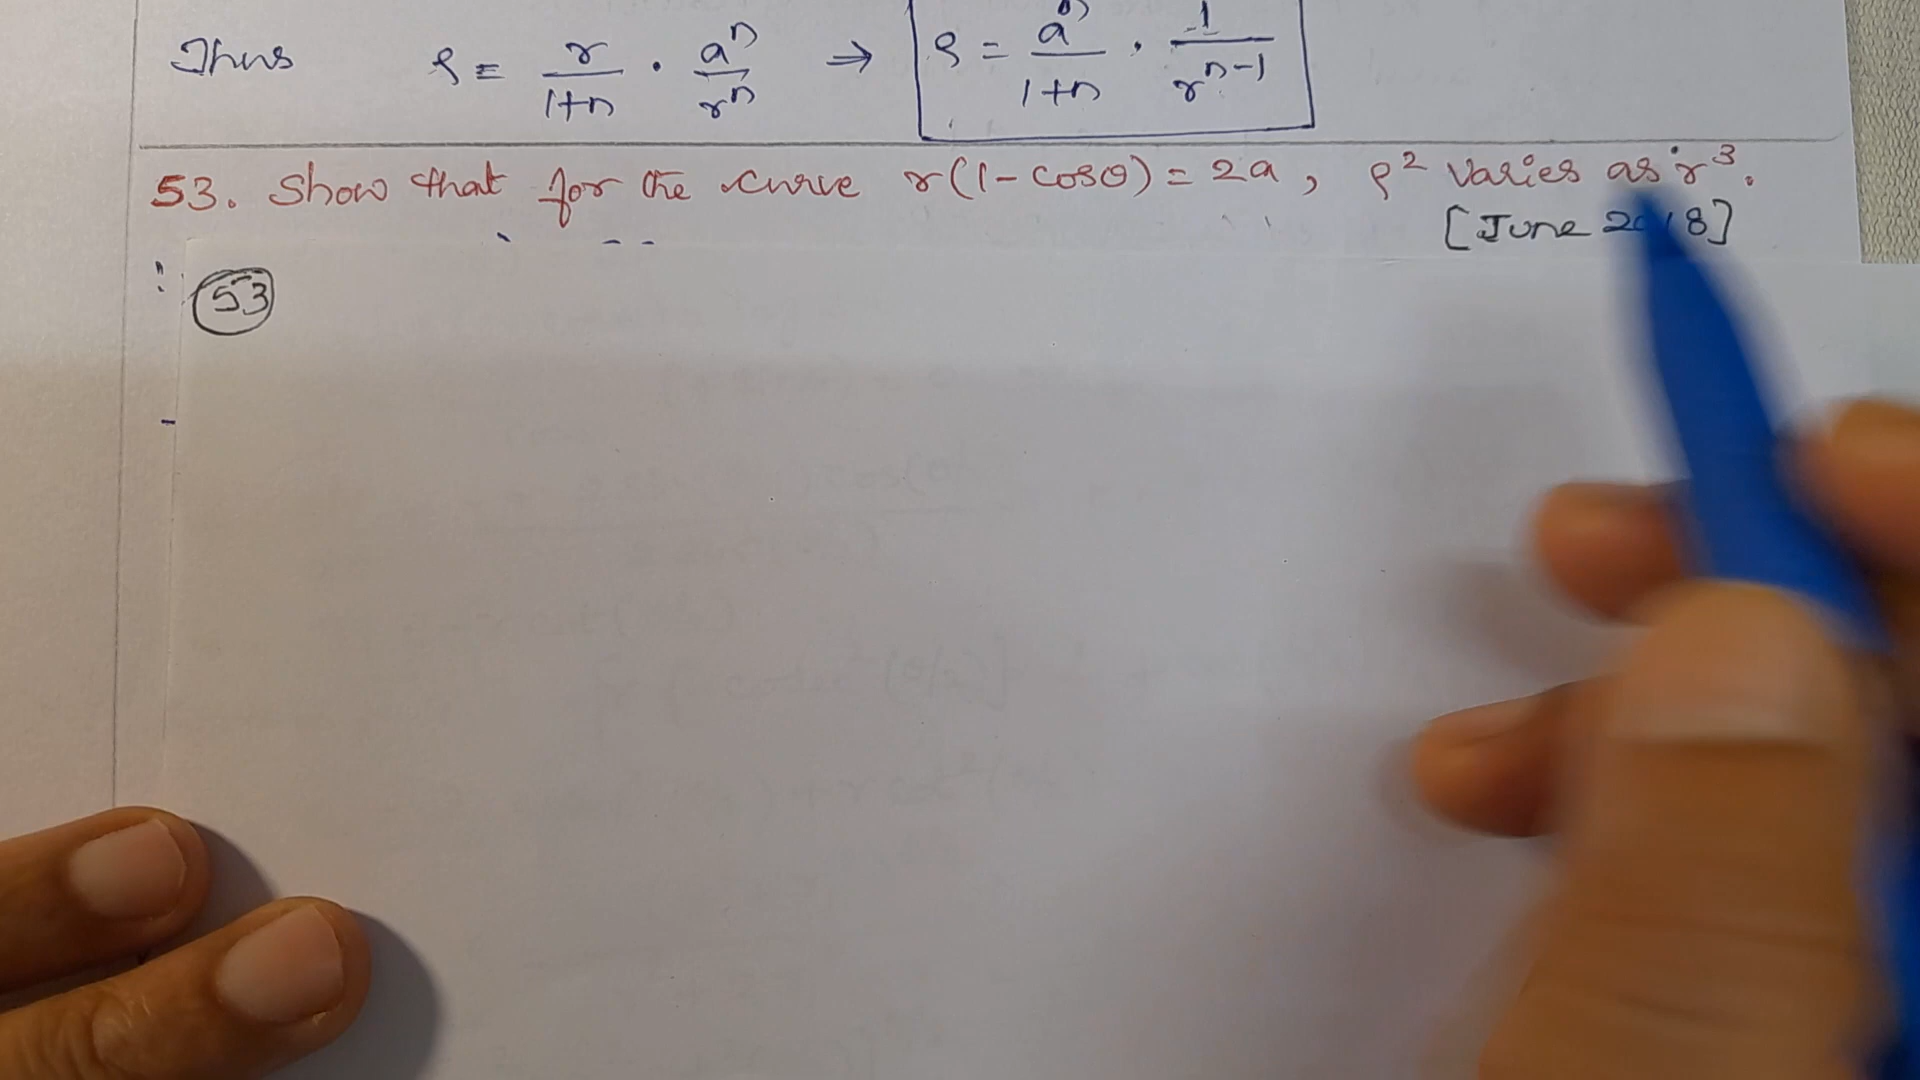 Thus ρ = r/(1+n) · aⁿ/rⁿ ⇒ ρ = aⁿ/(1+n) · 1/rⁿ⁻¹
53. Show that for the curve r(1-cosθ)=2a, ρ² varies as r³.
[June 2018]
53